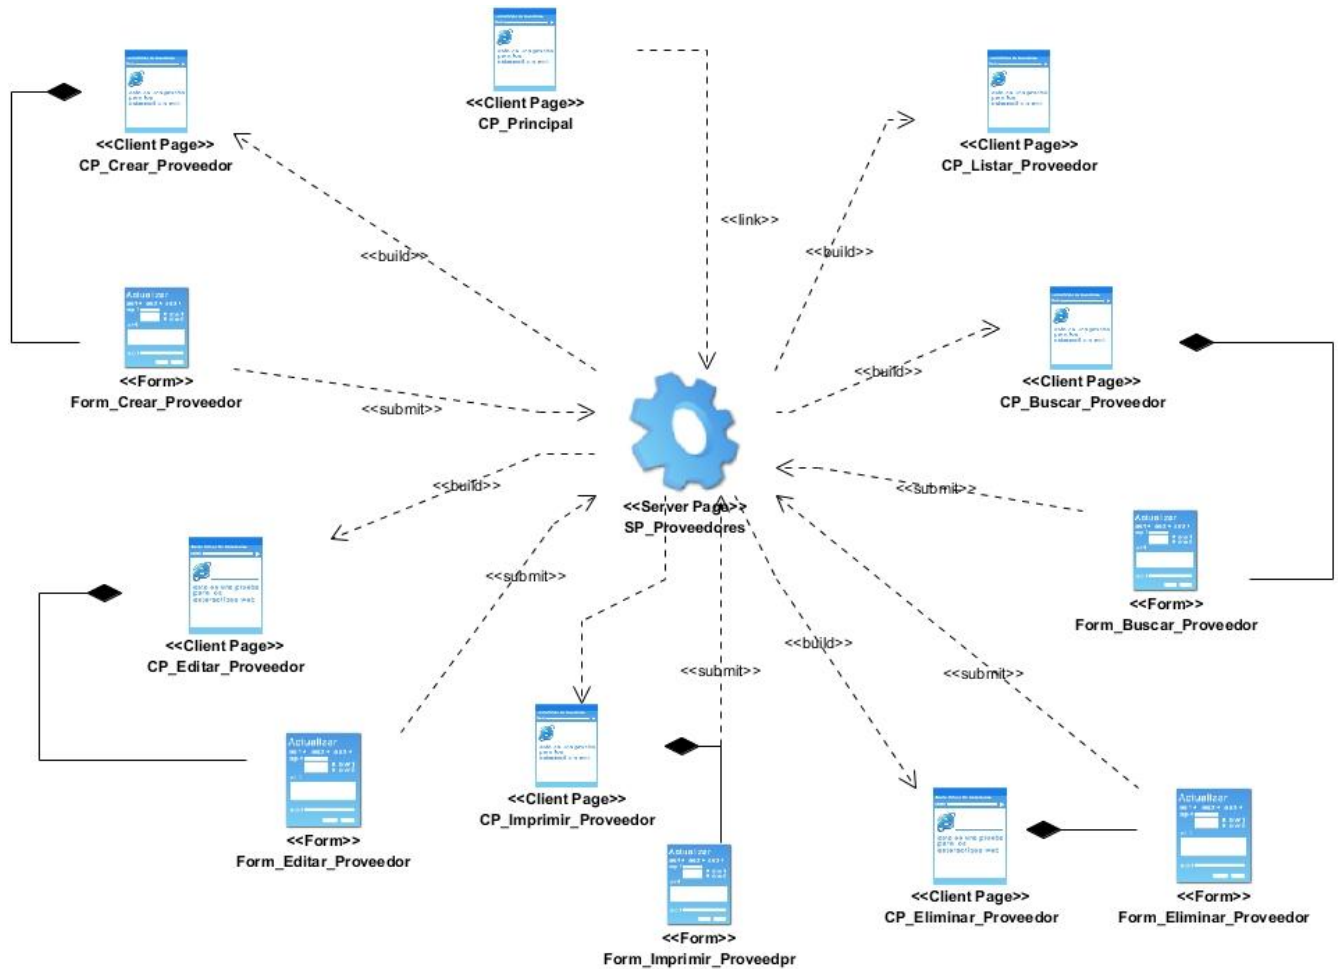 <<Client Page>>
CP_Principal
<<Client Page>>
CP_Crear_Proveedor
<<Client Page>>
CP_Listar_Proveedor
<<link>>
<<build>>
<<build>>
<<Form>>
Form_Crear_Proveedor
<<submit>>
<<build>>
<<Client Page>>
CP_Buscar_Proveedor
<<build>>
<<submit>>
<<Server Page>>
SP_Proveedores
<<submit>>
<<Form>>
Form_Buscar_Proveedor
<<Client Page>>
CP_Editar_Proveedor
<<build>>
<<submit>>
<<submit>>
Actualizar
<<Form>>
Form_Editar_Proveedor
<<Client Page>>
CP_Imprimir_Proveedor
<<Form>>
Form_Imprimir_Proveedpr
<<Client Page>>
CP_Eliminar_Proveedor
Actualizar
<<Form>>
Form_Eliminar_Proveedor